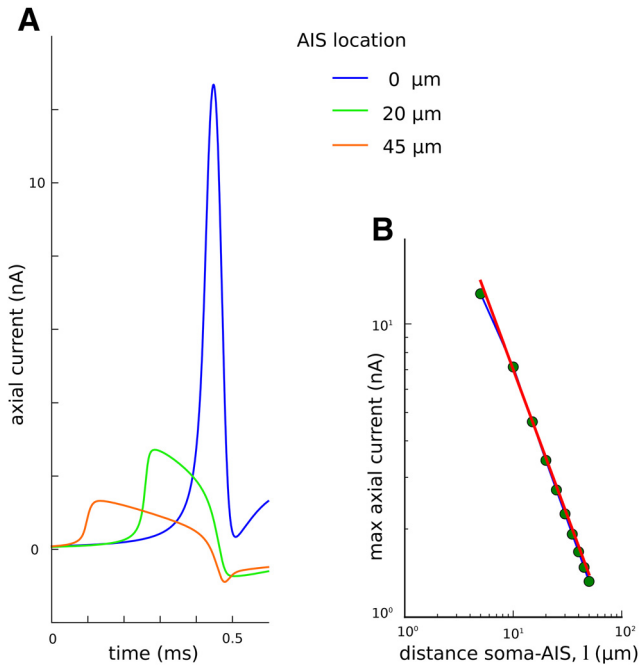 A
AIS location
0 μm
20 μm
45 μm
10
0
axial current (nA)
0
0.5
time (ms)
B
10¹
10⁰
max axial current (nA)
10⁰
10¹
10²
distance soma-AIS, l (μm)